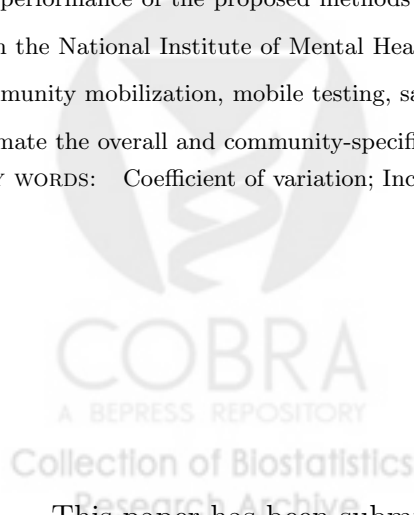 performance of the proposed methods
the National Institute of Mental Hea
munity mobilization, mobile testing, sa
mate the overall and community-specifi
WORDS: Coefficient of variation; Inc
COBRA
A BEPRESS REPOSITORY
Collection of Biostatistics
Research Archive
This paper has been subm